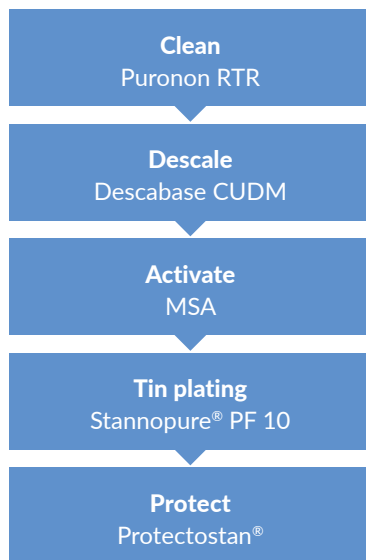 Clean
Puronon RTR
Descale
Descabase CUDM
Activate
MSA
Tin plating
Stannopure® PF 10
Protect
Protectostan®